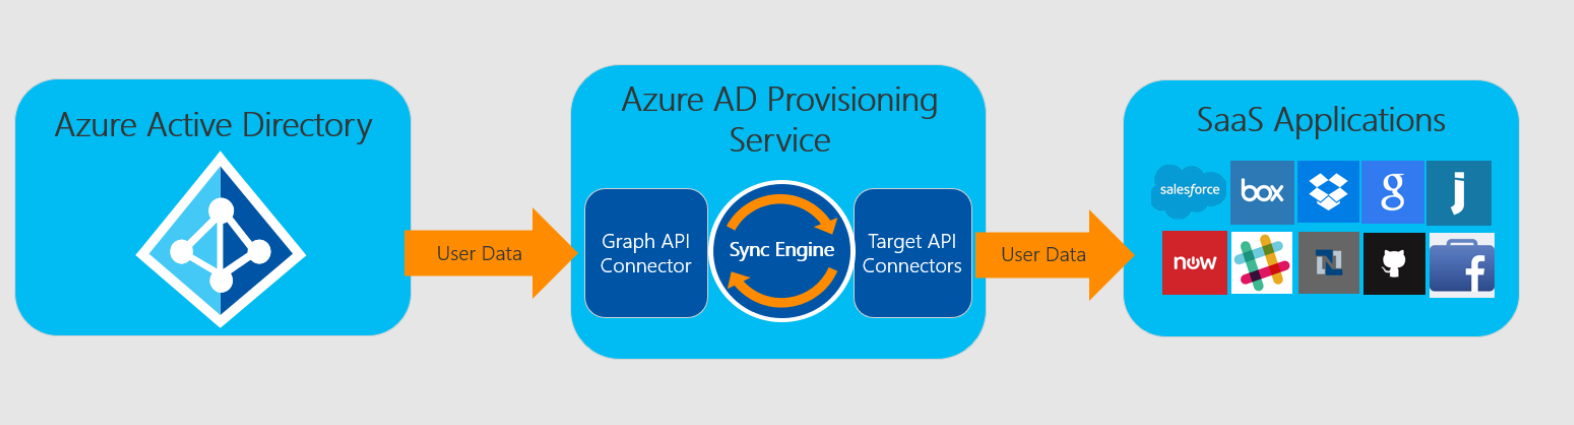 Azure Active Directory
User Data
Azure AD Provisioning
Service
Graph API
Connector
Sync Engine
Target API
Connectors
User Data
SaaS Applications
salesforce
box
g
j
now
N
f